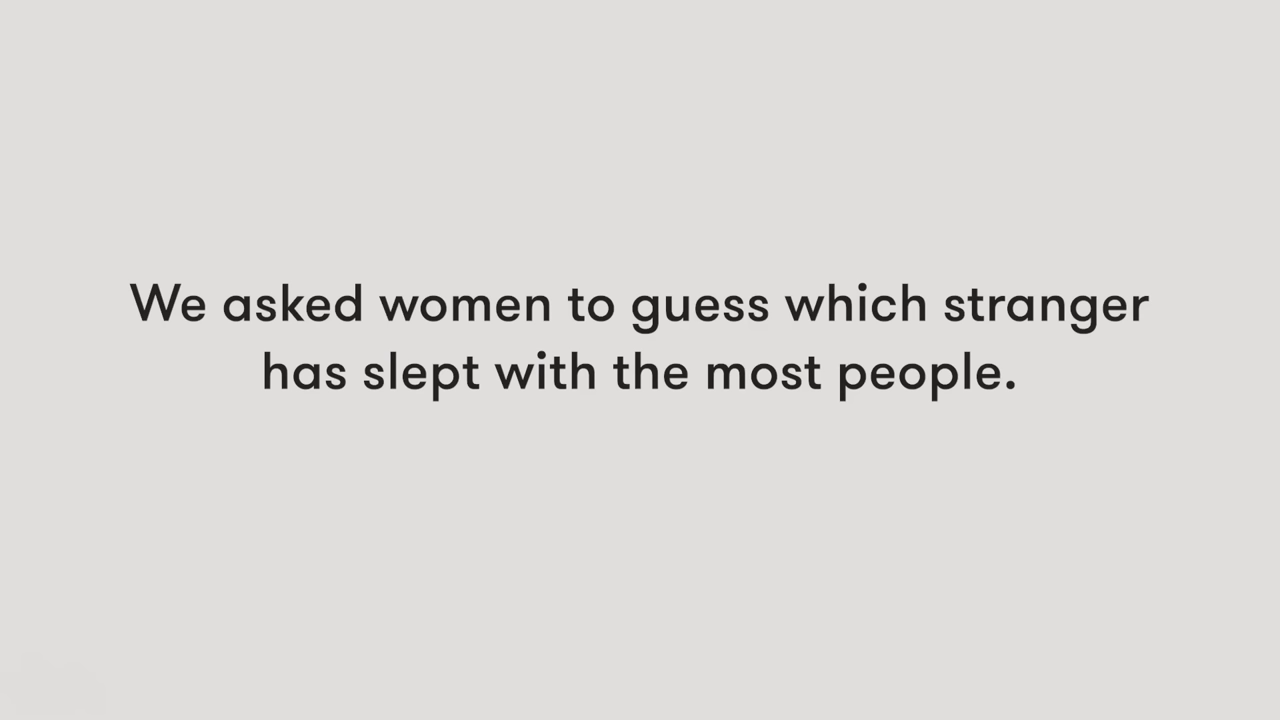 We asked women to guess which stranger
has slept with the most people.